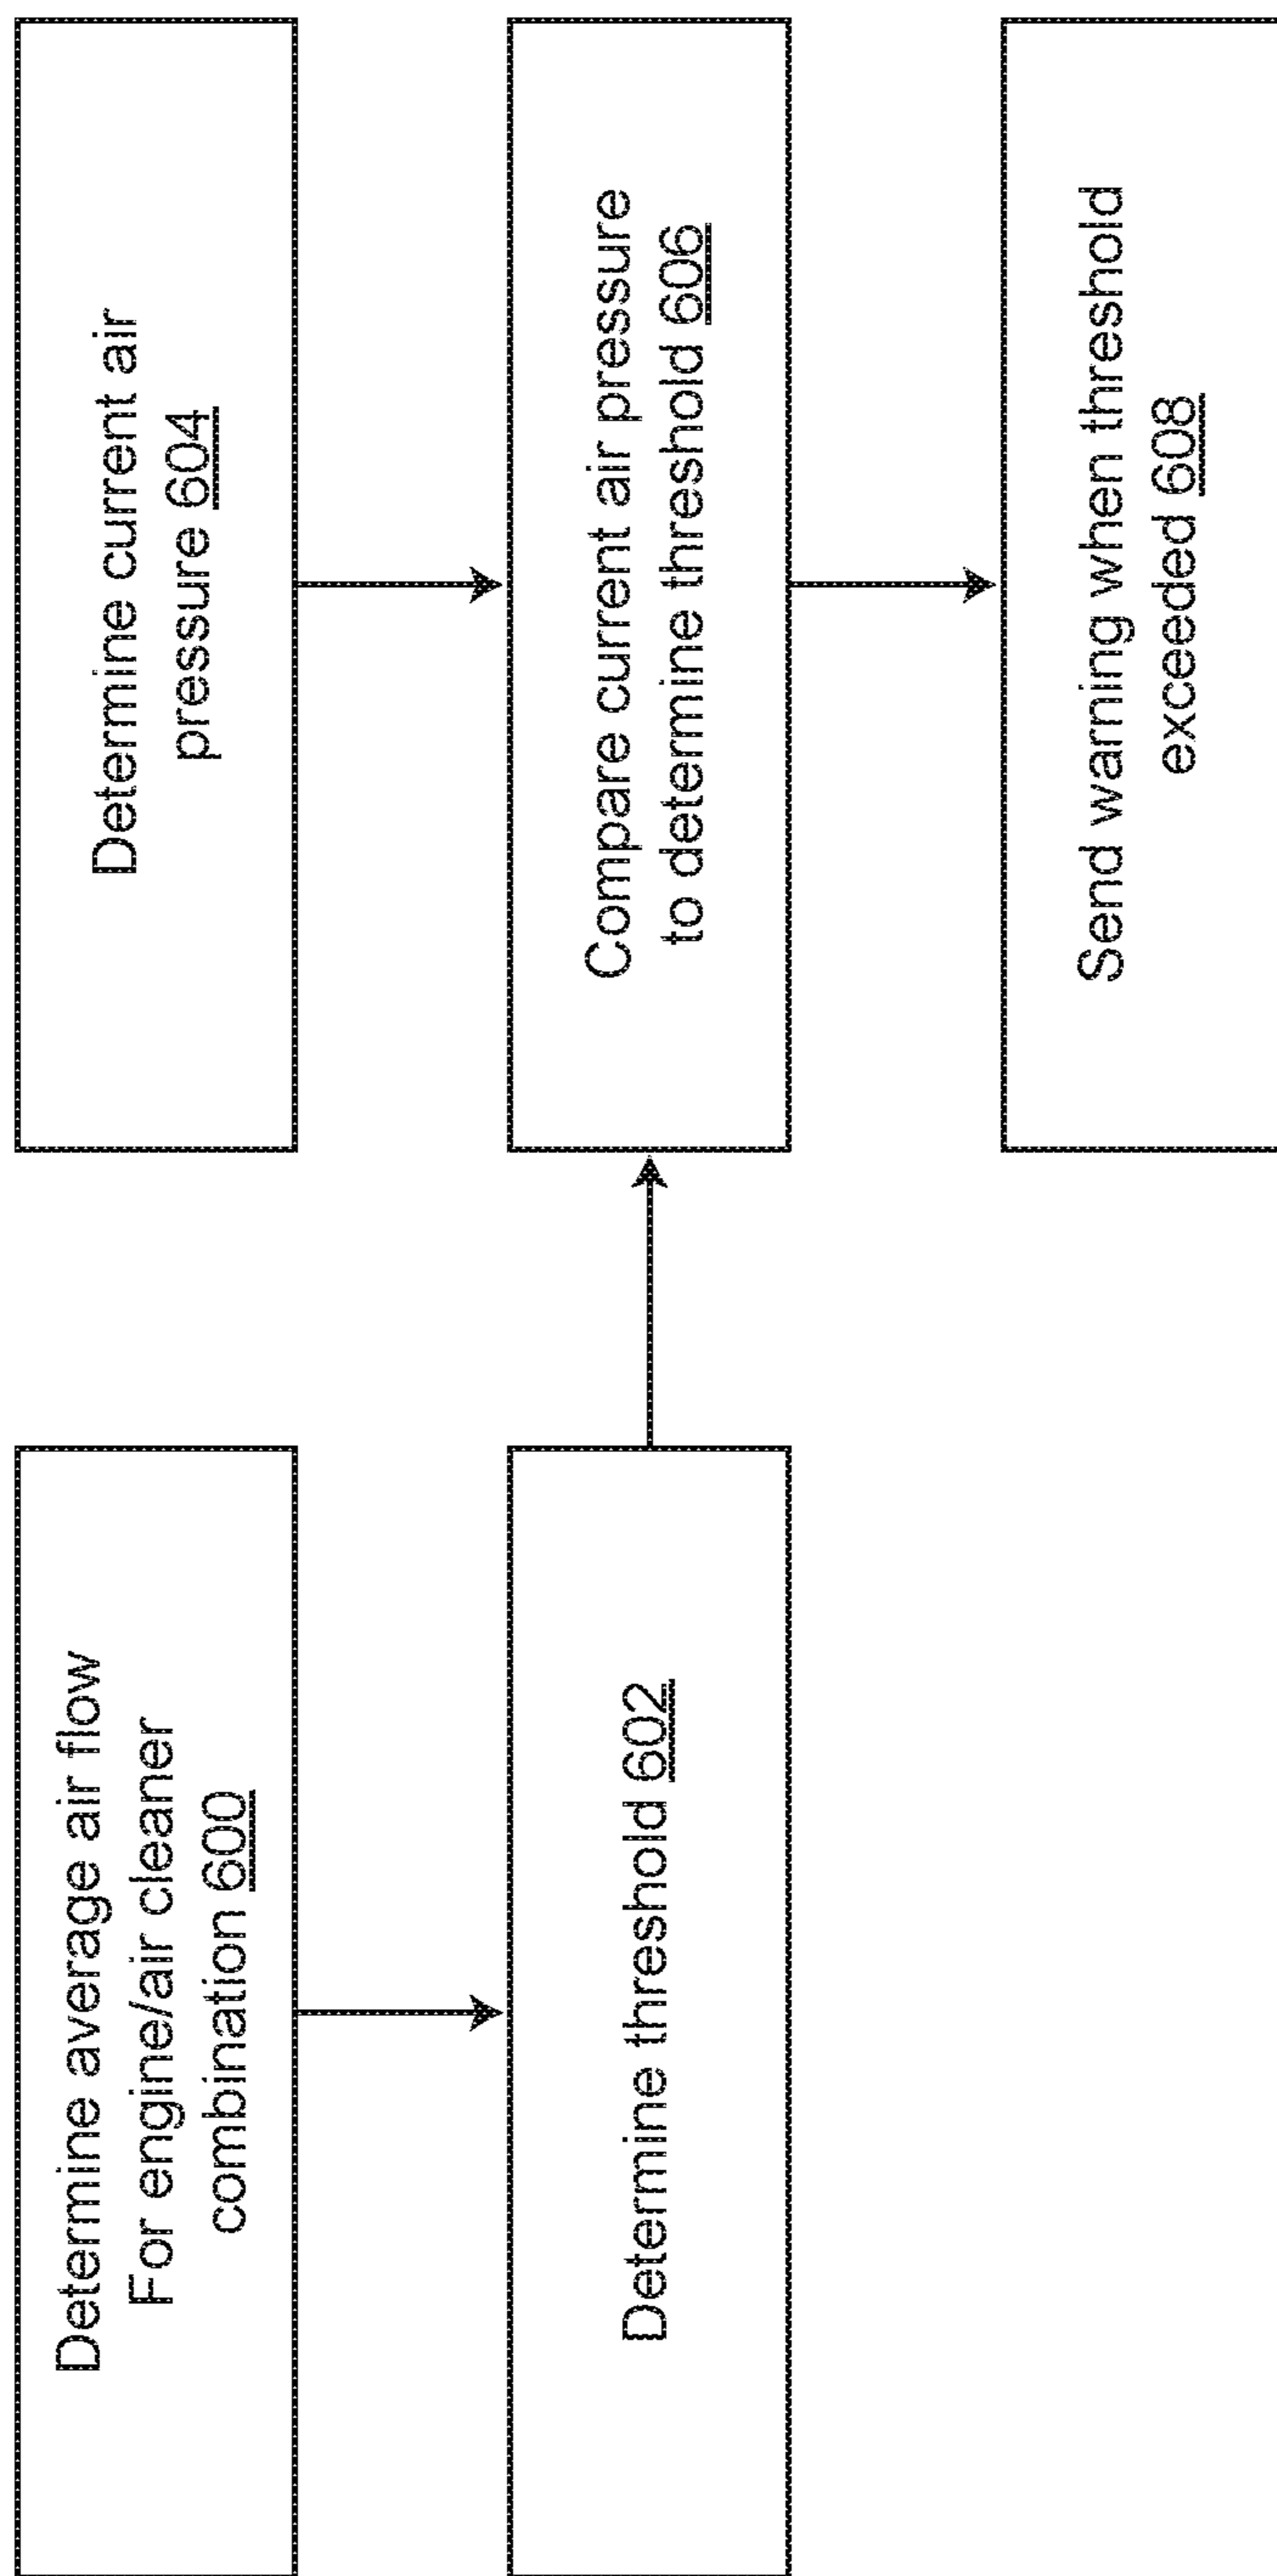 Determine average air flow
For engine/air cleaner
combination 600
Determine threshold 602
Determine current air
pressure 604
Compare current air pressure
to determine threshold 606
Send warning when threshold
exceeded 608